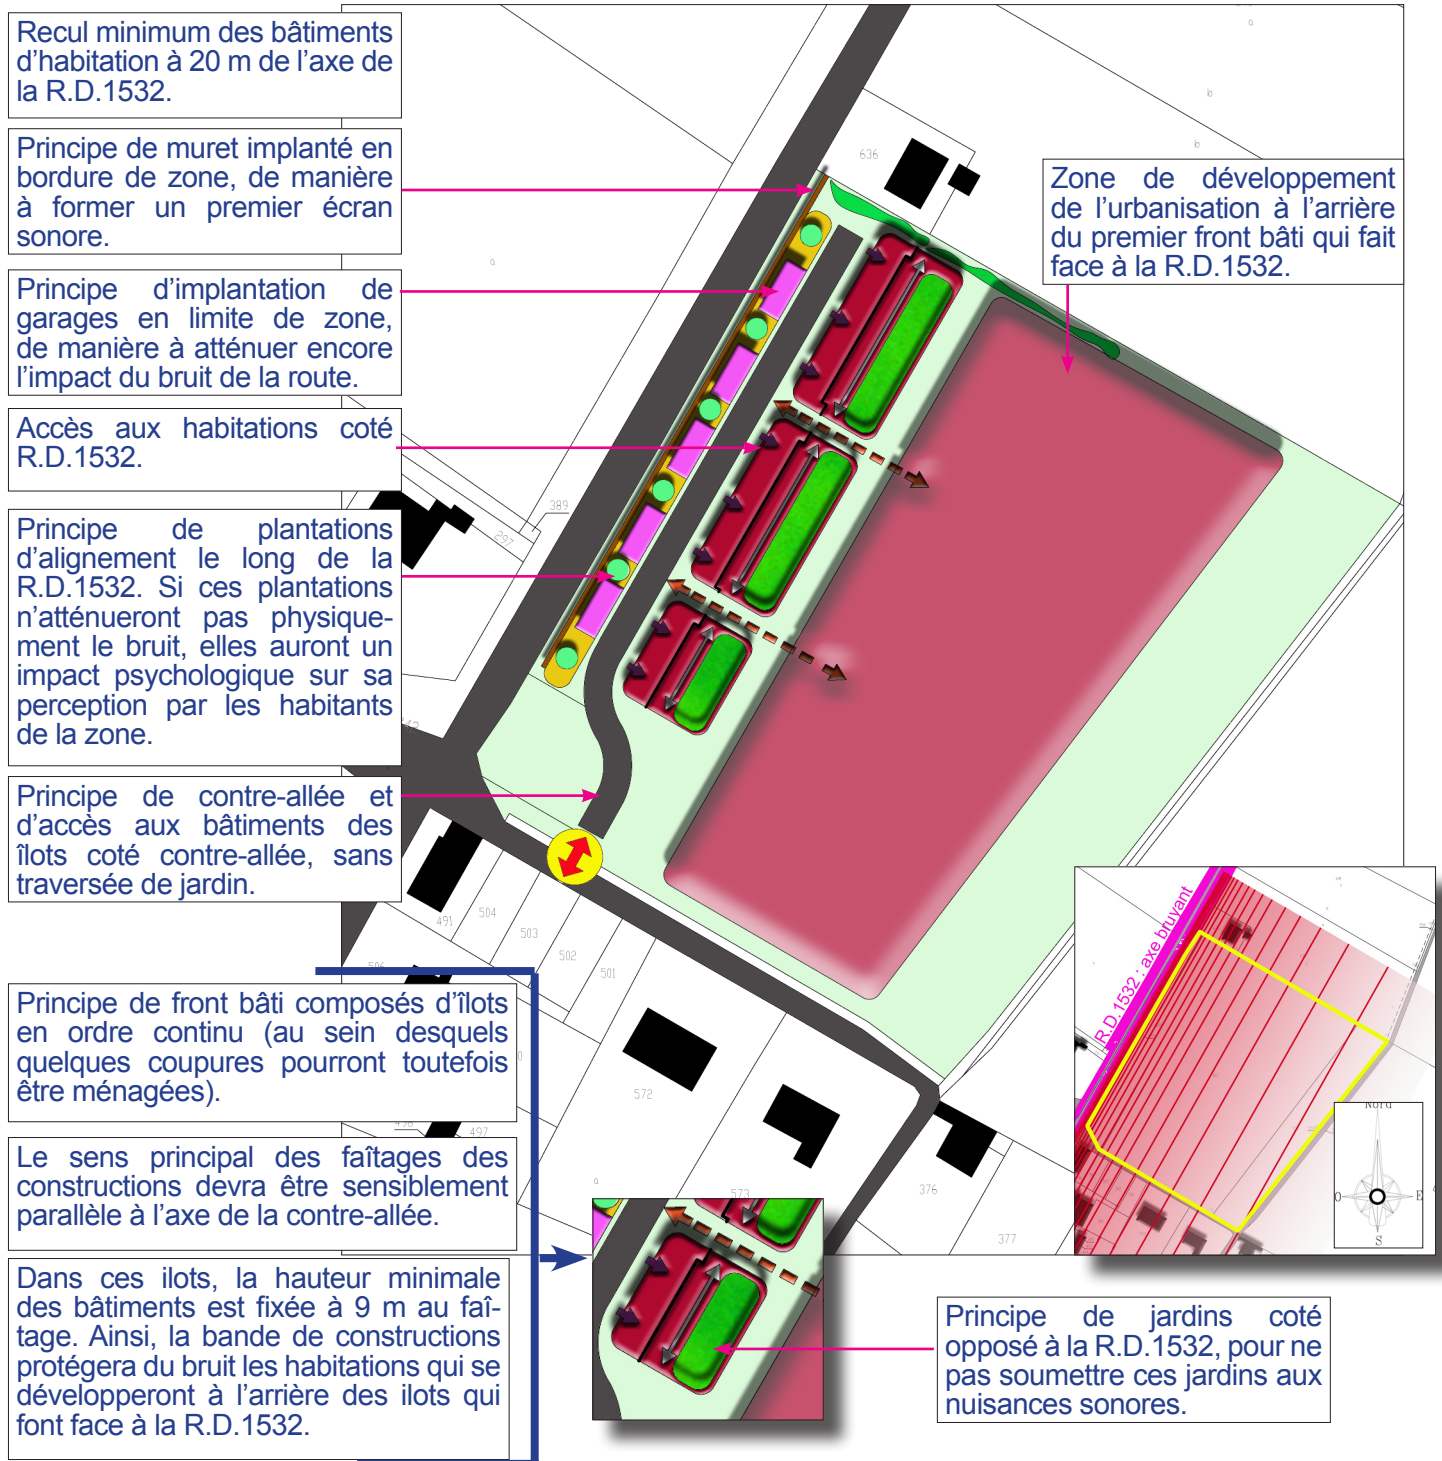 Recul minimum des bâtiments
d'habitation à 20 m de l'axe de
la R.D.1532.
Principe de muret implanté en
bordure de zone, de manière
à former un premier écran
sonore.
Principe d'implantation de
garages en limite de zone,
de manière à atténuer encore
l'impact du bruit de la route.
Accès aux habitations coté
R.D.1532.
Principe de plantations
d'alignement le long de la
R.D.1532. Si ces plantations
n'atténueront pas physique-
ment le bruit, elles auront un
impact psychologique sur sa
perception par les habitants
de la zone.
Principe de contre-allée et
d'accès aux bâtiments des
îlots coté contre-allée, sans
traversée de jardin.
Principe de front bâti composés d'îlots
en ordre continu (au sein desquels
quelques coupures pourront toutefois
être ménagées).
Le sens principal des faîtages des
constructions devra être sensiblement
parallèle à l'axe de la contre-allée.
Dans ces ilots, la hauteur minimale
des bâtiments est fixée à 9 m au faî-
tage. Ainsi, la bande de constructions
protégera du bruit les habitations qui se
développeront à l'arrière des ilots qui
font face à la R.D.1532.
Zone de développement
de l'urbanisation à l'arrière
du premier front bâti qui fait
face à la R.D.1532.
636
389
297
491
504
503
502
501
572
573
497
376
377
R.D.1532 : axe bruyant
Nord
O
E
S
Principe de jardins coté
opposé à la R.D.1532, pour ne
pas soumettre ces jardins aux
nuisances sonores.